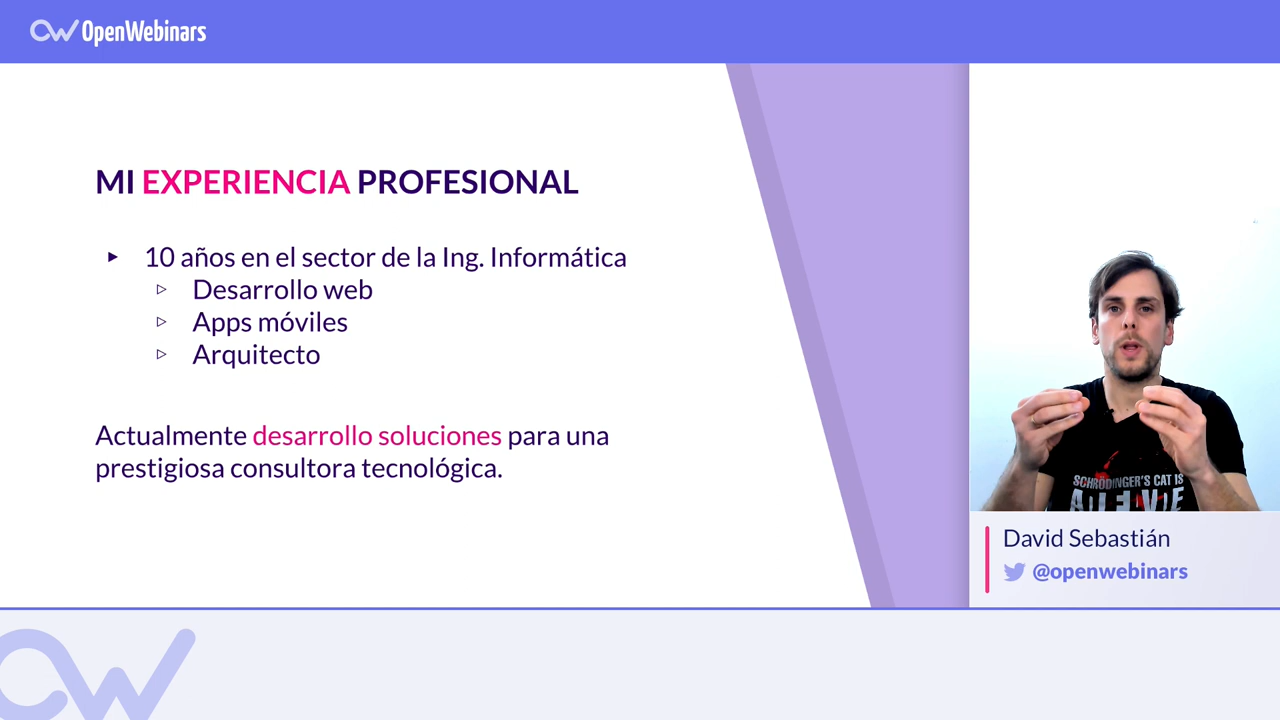 OpenWebinars
MI EXPERIENCIA PROFESIONAL
▸ 10 años en el sector de la Ing. Informática
▹ Desarrollo web
▹ Apps móviles
▹ Arquitecto
Actualmente desarrollo soluciones para una
prestigiosa consultora tecnológica.
SCHRÖDINGER'S CAT IS
David Sebastián
@openwebinars